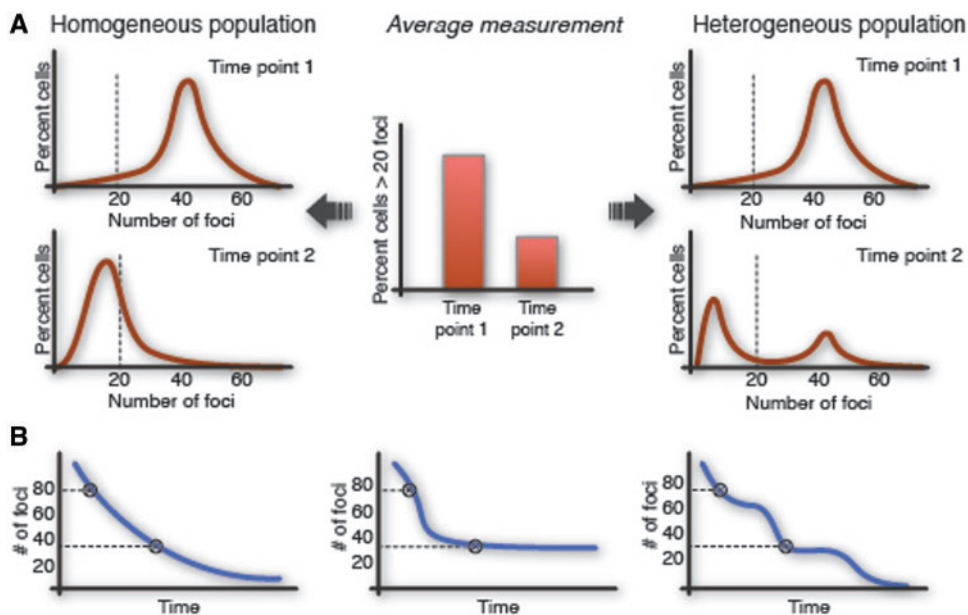 A
Homogeneous population
Average measurement
Heterogeneous population
Percent cells
Time point 1
20 40 60
Number of foci
Percent cells
Time point 2
20 40 60
Number of foci
Percent cells > 20 foci
Time point 1
Time point 2
Percent cells
Time point 1
20 40 60
Number of foci
Percent cells
Time point 2
20 40 60
Number of foci
B
# of foci
80
60
40
20
Time
# of foci
80
60
40
20
Time
# of foci
80
60
40
20
Time